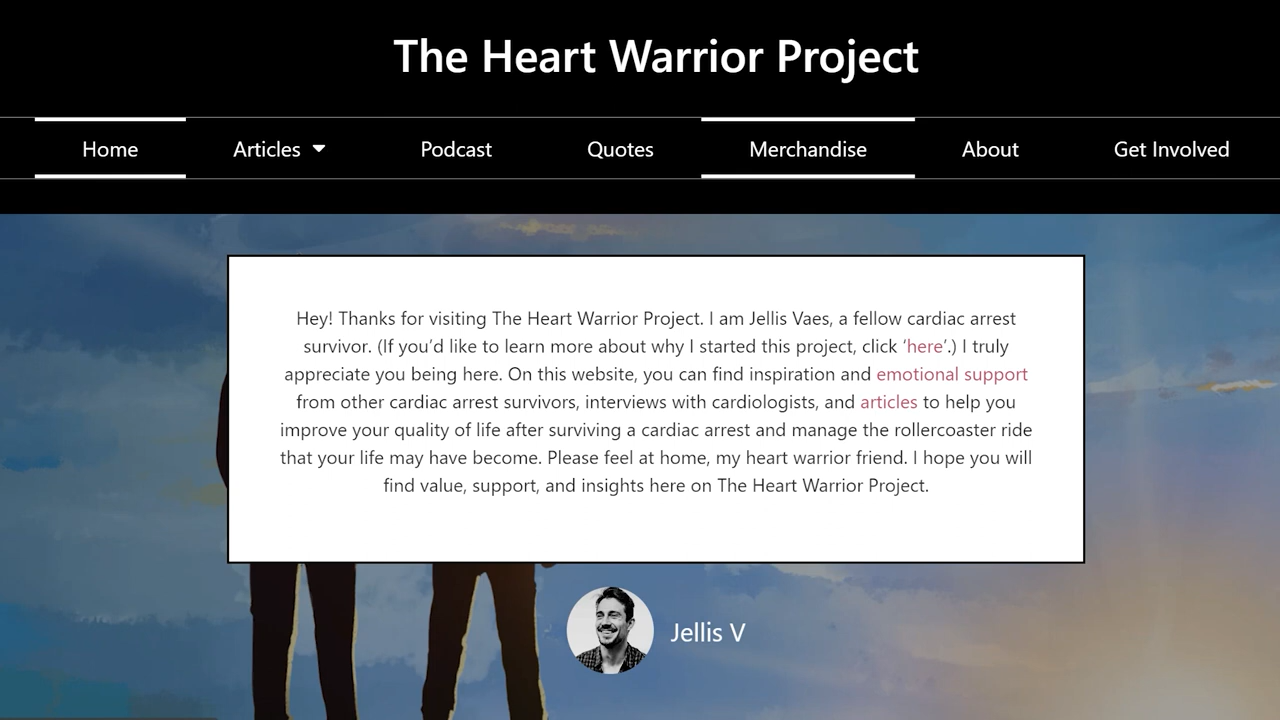 The Heart Warrior Project
Home Articles Podcast Quotes Merchandise About Get Involved
Hey! Thanks for visiting The Heart Warrior Project. I am Jellis Vaes, a fellow cardiac arrest
survivor. (If you’d like to learn more about why I started this project, click ‘here’.) I truly
appreciate you being here. On this website, you can find inspiration and emotional support
from other cardiac arrest survivors, interviews with cardiologists, and articles to help you
improve your quality of life after surviving a cardiac arrest and manage the rollercoaster ride
that your life may have become. Please feel at home, my heart warrior friend. I hope you will
find value, support, and insights here on The Heart Warrior Project.
Jellis V